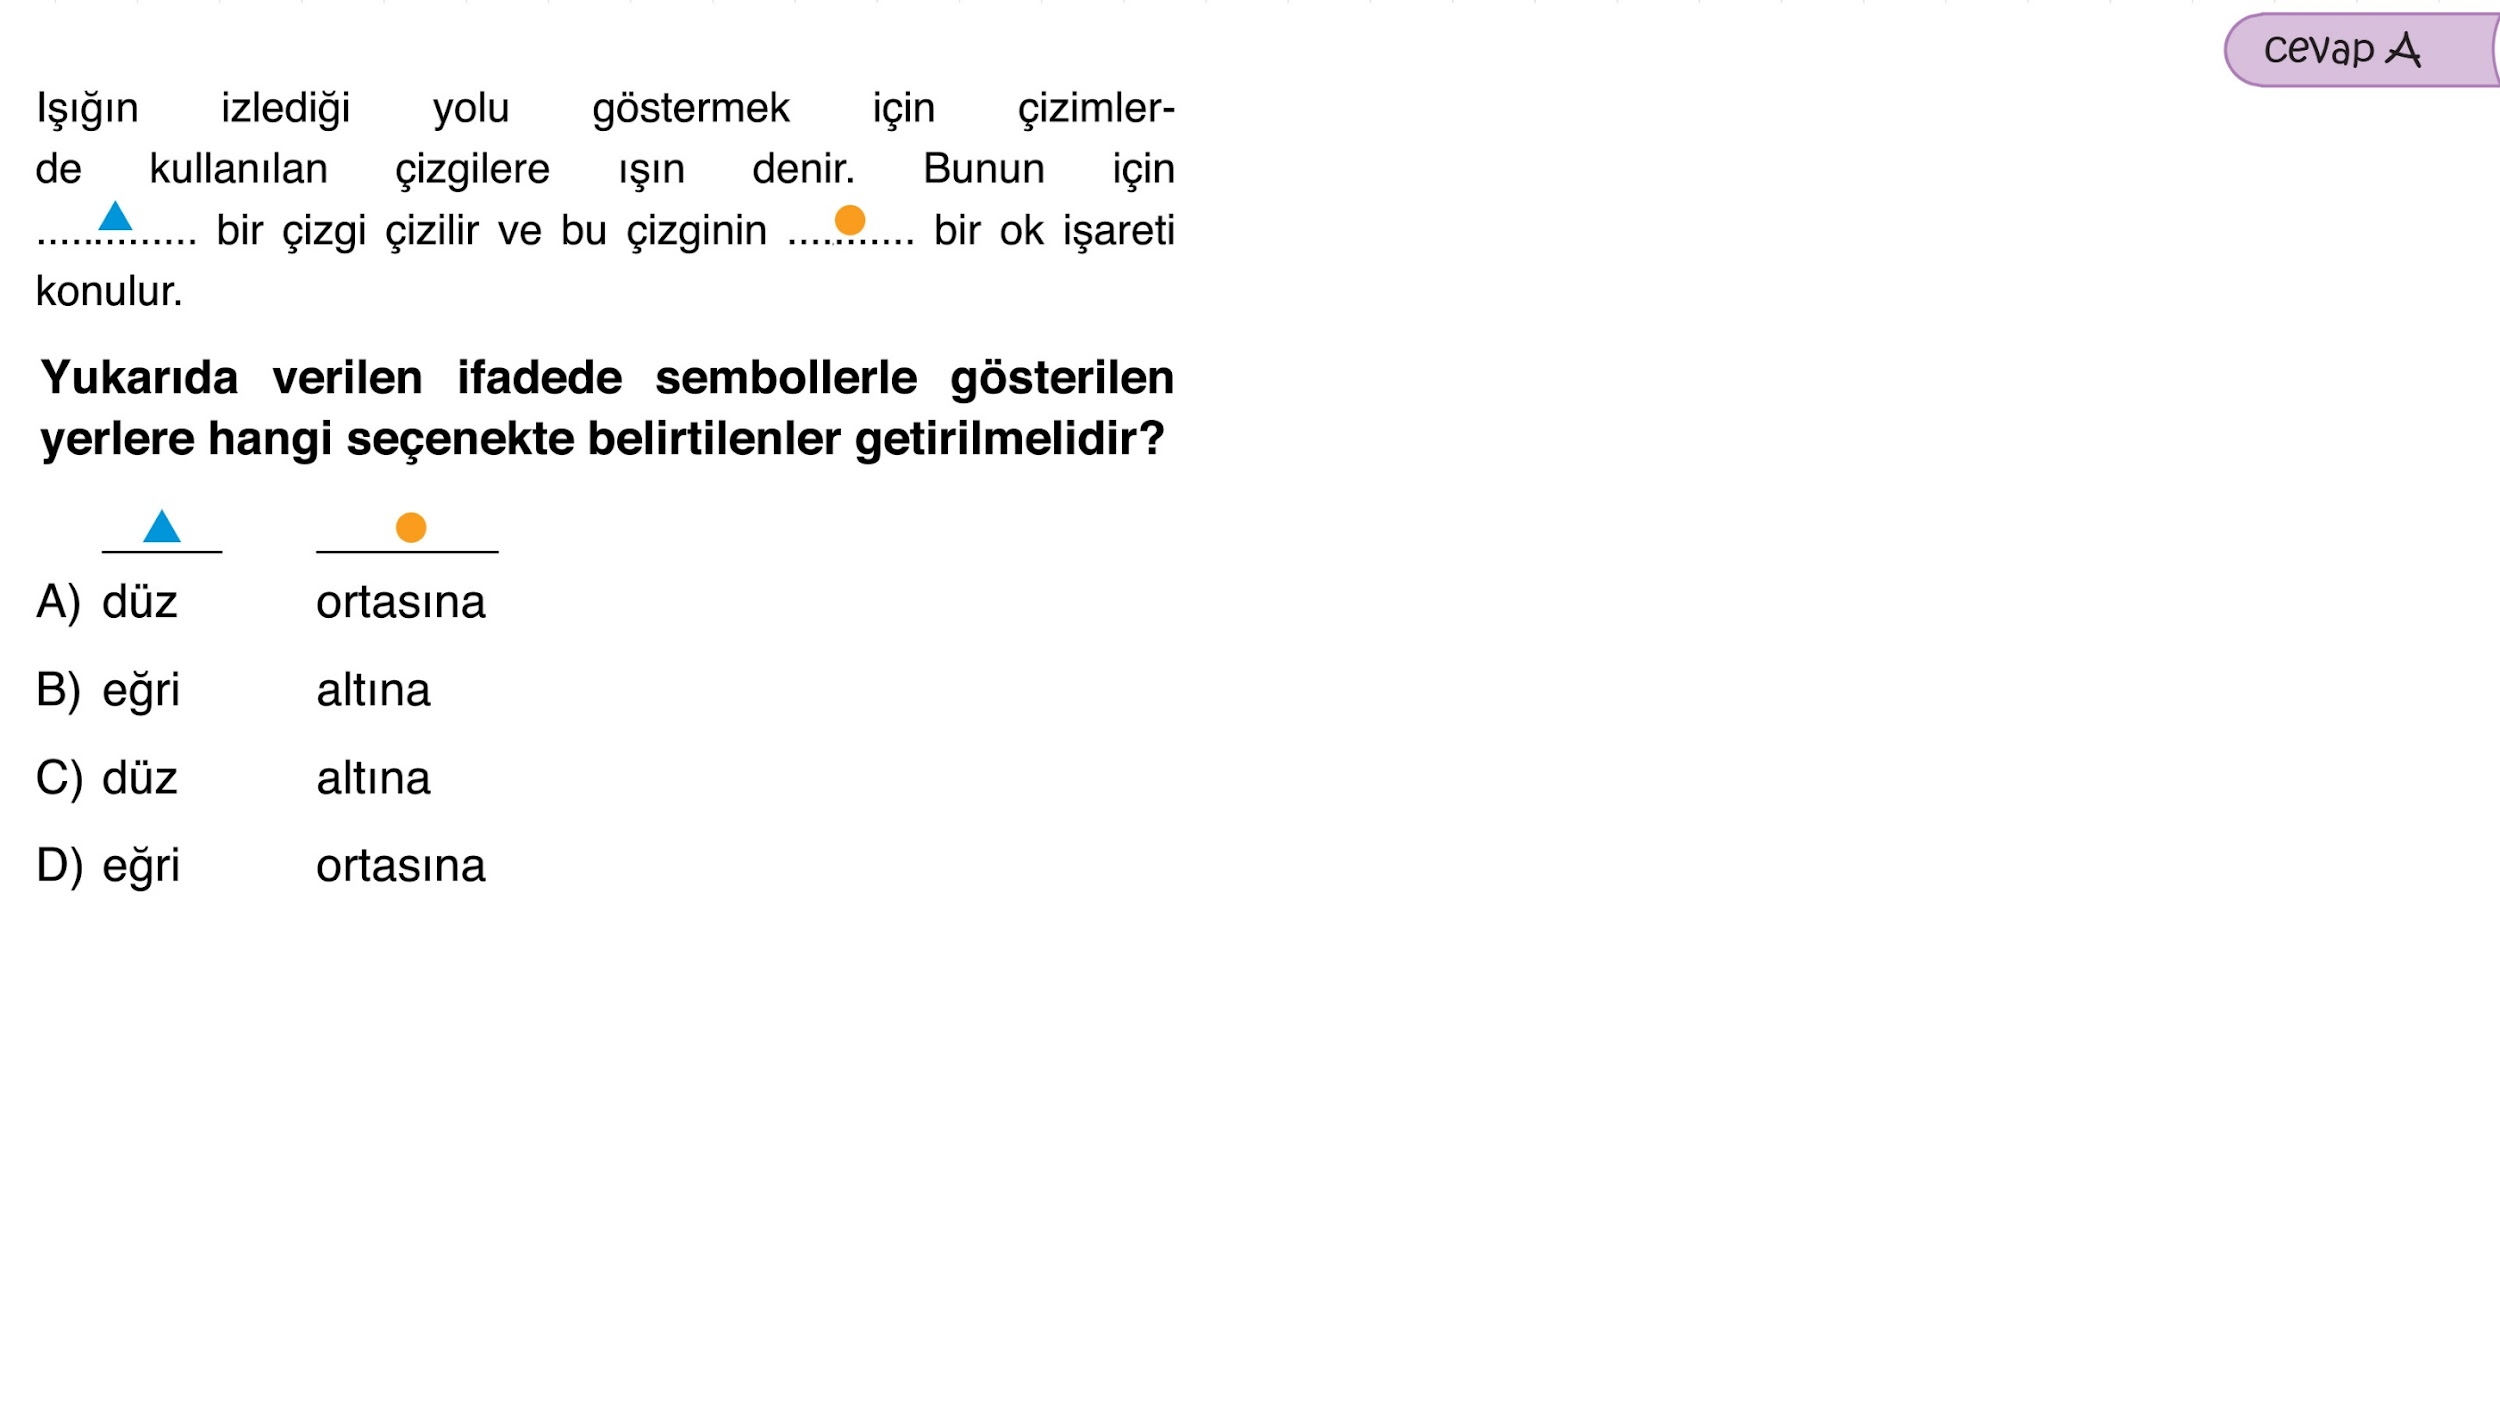 cevap A
Işığın izlediği yolu göstermek için çizimler-
de kullanılan çizgilere ışın denir. Bunun için
.............. bir çizgi çizilir ve bu çizginin ........... bir ok işareti
konulur.
Yukarıda verilen ifadede sembollerle gösterilen
yerlere hangi seçenekte belirtilenler getirilmelidir?
A) düz ortasına
B) eğri altına
C) düz altına
D) eğri ortasına